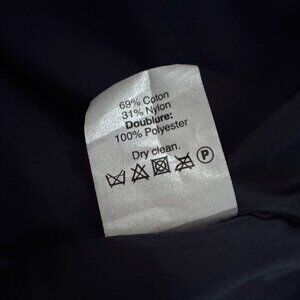 69% Coton
31% Nylon
Doublure:
100% Polyester
Dry clean.
P